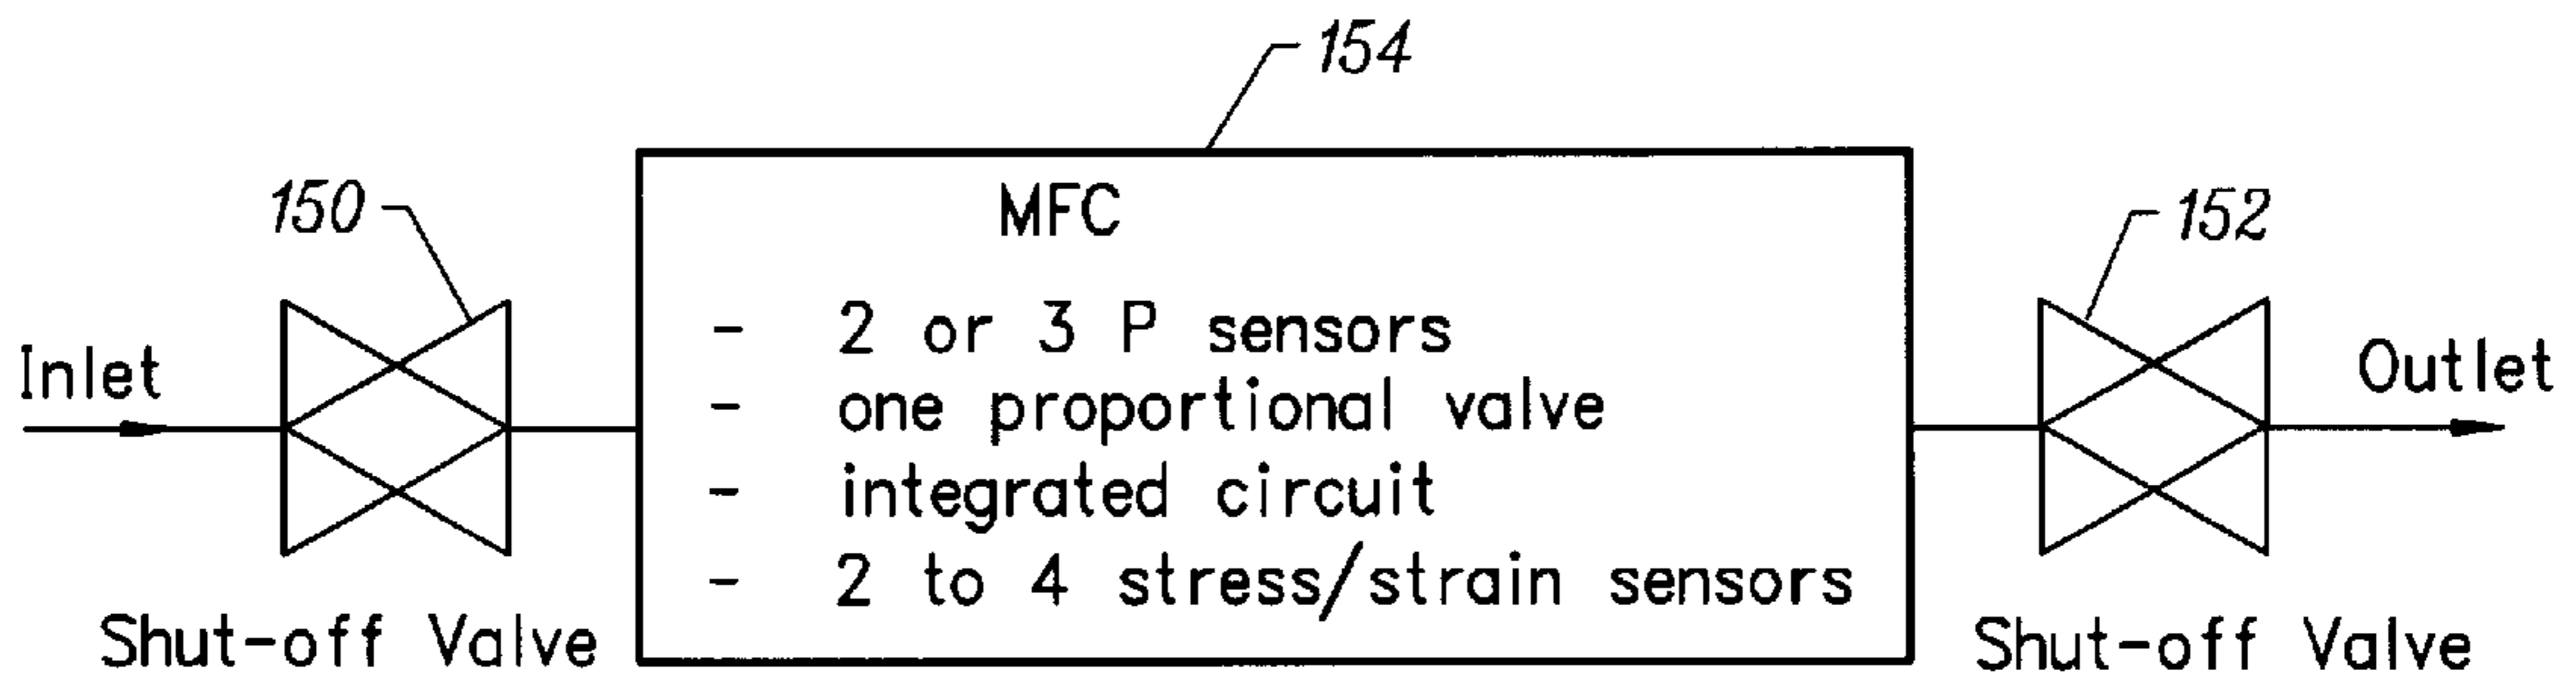 154
150
MFC
152
- 2 or 3 P sensors
Inlet
- one proportional valve
Outlet
- integrated circuit
- 2 to 4 stress/strain sensors
Shut-off Valve
Shut-off Valve